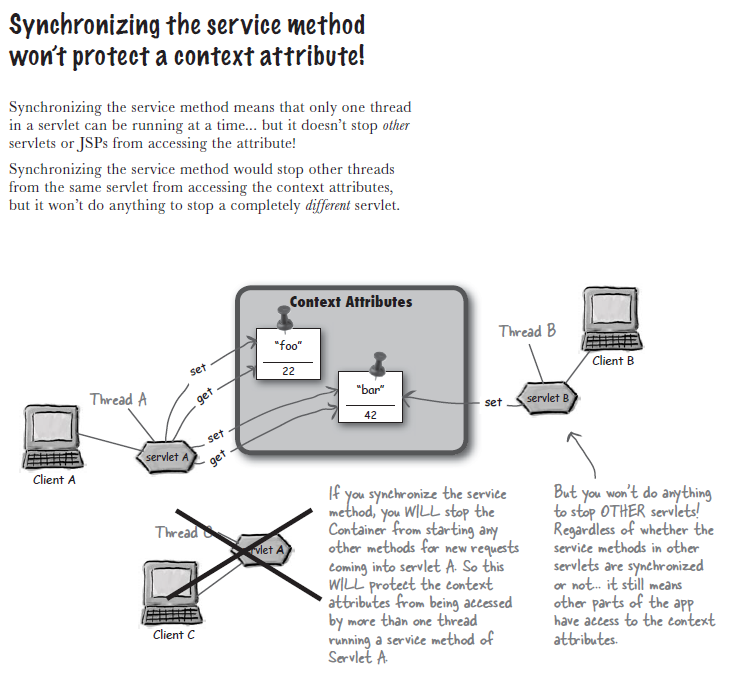 Synchronizing the service method
won't protect a context attribute!
Synchronizing the service method means that only one thread
in a servlet can be running at a time... but it doesn't stop other
servlets or JSPs from accessing the attribute!
Synchronizing the service method would stop other threads
from the same servlet from accessing the context attributes,
but it won't do anything to stop a completely different servlet.
Context Attributes
"foo"
22
"bar"
42
set
get
set
get
Thread A
servlet A
Client A
Thread B
Client B
set
servlet B
Thread C
servlet A
Client C
If you synchronize the service
method, you WILL stop the
Container from starting any
other methods for new requests
coming into servlet A. So this
WILL protect the context
attributes from being accessed
by more than one thread
running a service method of
Servlet A.
But you won't do anything
to stop OTHER servlets!
Regardless of whether the
service methods in other
servlets are synchronized
or not... it still means
other parts of the app
have access to the context
attributes.